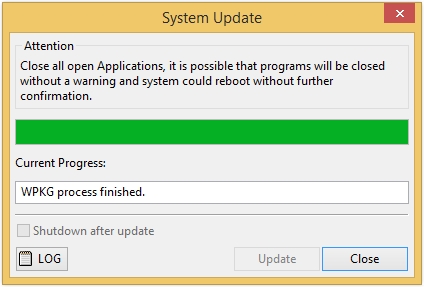 System Update
Attention
Close all open Applications, it is possible that programs will be closed
without a warning and system could reboot without further
confirmation.
Current Progress:
WPKG process finished.
Shutdown after update
LOG
Update
Close